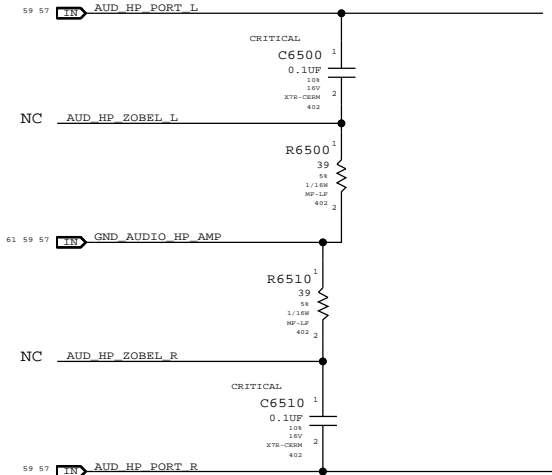 59 57 IN AUD_HP_PORT_L
CRITICAL
C6500 1
0.1UF
10%
16V
X7R-CERM 2
402
NC AUD_HP_ZOBEL_L
R6500 1
39
5%
1/16W
MF-LF
402 2
61 59 57 IN GND_AUDIO_HP_AMP
R6510 1
39
5%
1/16W
MF-LF
402 2
NC AUD_HP_ZOBEL_R
CRITICAL
C6510 1
0.1UF
10%
16V
X7R-CERM 2
402
59 57 IN AUD_HP_PORT_R